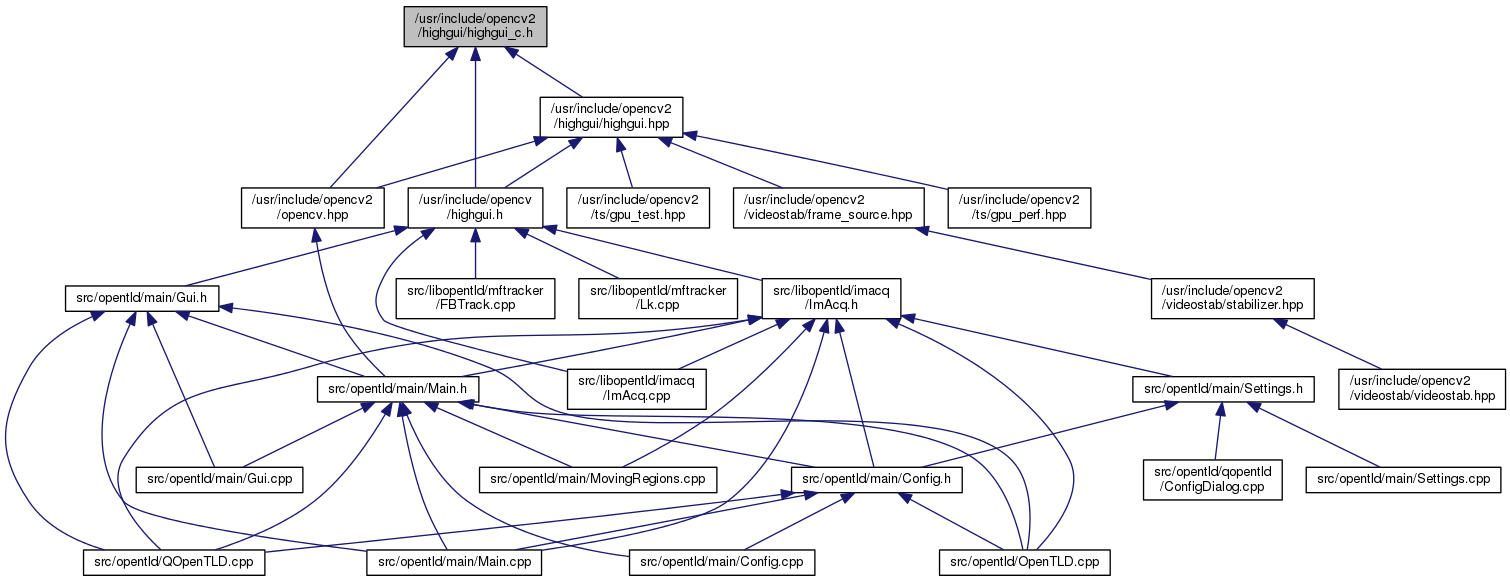 /usr/include/opencv2
/highgui/highgui_c.h
/usr/include/opencv2
/highgui/highgui.hpp
/usr/include/opencv2
/opencv.hpp
/usr/include/opencv
/highgui.h
/usr/include/opencv2
/ts/gpu_test.hpp
/usr/include/opencv2
/videostab/frame_source.hpp
/usr/include/opencv2
/ts/gpu_perf.hpp
src/opentld/main/Gui.h
src/libopentld/mftracker
/FBTrack.cpp
src/libopentld/mftracker
/Lk.cpp
src/libopentld/imacq
/ImAcq.h
/usr/include/opencv2
/videostab/stabilizer.hpp
src/opentld/main/Main.h
src/libopentld/imacq
/ImAcq.cpp
src/opentld/main/Settings.h
/usr/include/opencv2
/videostab/videostab.hpp
src/opentld/main/Gui.cpp
src/opentld/main/MovingRegions.cpp
src/opentld/main/Config.h
src/opentld/qopentld
/ConfigDialog.cpp
src/opentld/main/Settings.cpp
src/opentld/QOpenTLD.cpp
src/opentld/main/Main.cpp
src/opentld/main/Config.cpp
src/opentld/OpenTLD.cpp